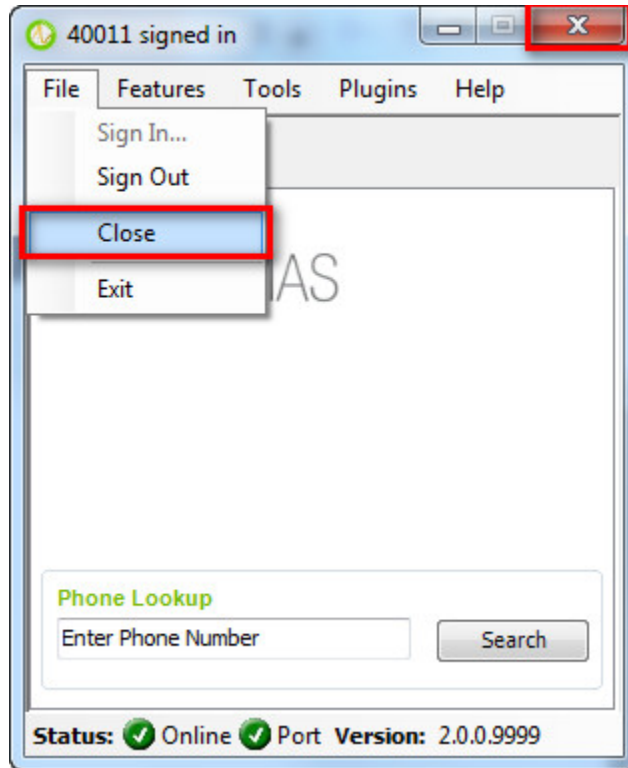 40011 signed in
File Features Tools Plugins Help
Sign In...
Sign Out
Close
Exit
AS
Phone Lookup
Enter Phone Number
Search
Status: Online Port Version: 2.0.0.9999